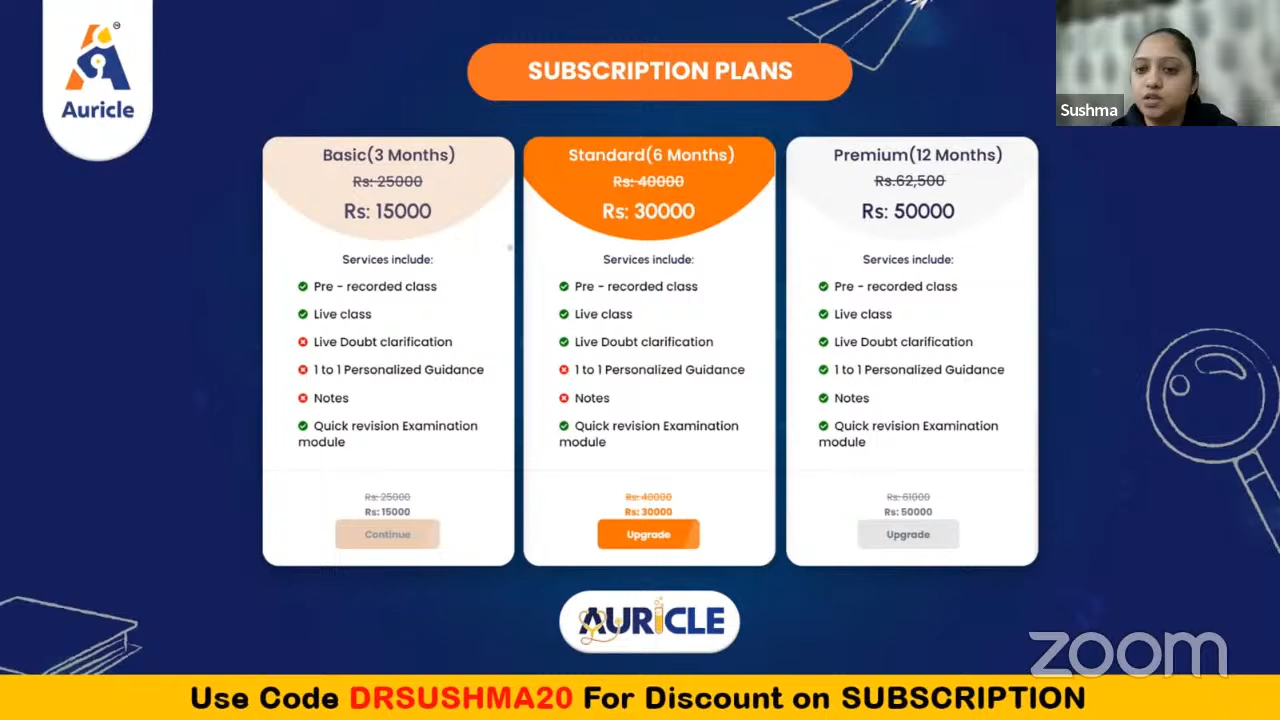 Auricle
TM
SUBSCRIPTION PLANS
Sushma
Basic(3 Months)
Rs: 25000
Rs: 15000
Services include:
Pre - recorded class
Live class
Live Doubt clarification
1 to 1 Personalized Guidance
Notes
Quick revision Examination
module
Rs: 25000
Rs: 15000
Continue
Standard(6 Months)
Rs: 40000
Rs: 30000
Services include:
Pre - recorded class
Live class
Live Doubt clarification
1 to 1 Personalized Guidance
Notes
Quick revision Examination
module
Rs: 40000
Rs: 30000
Upgrade
Premium(12 Months)
Rs.62,500
Rs: 50000
Services include:
Pre - recorded class
Live class
Live Doubt clarification
1 to 1 Personalized Guidance
Notes
Quick revision Examination
module
Rs: 61000
Rs: 50000
Upgrade
AURICLE
zoom
Use Code DRSUSHMA20 For Discount on SUBSCRIPTION